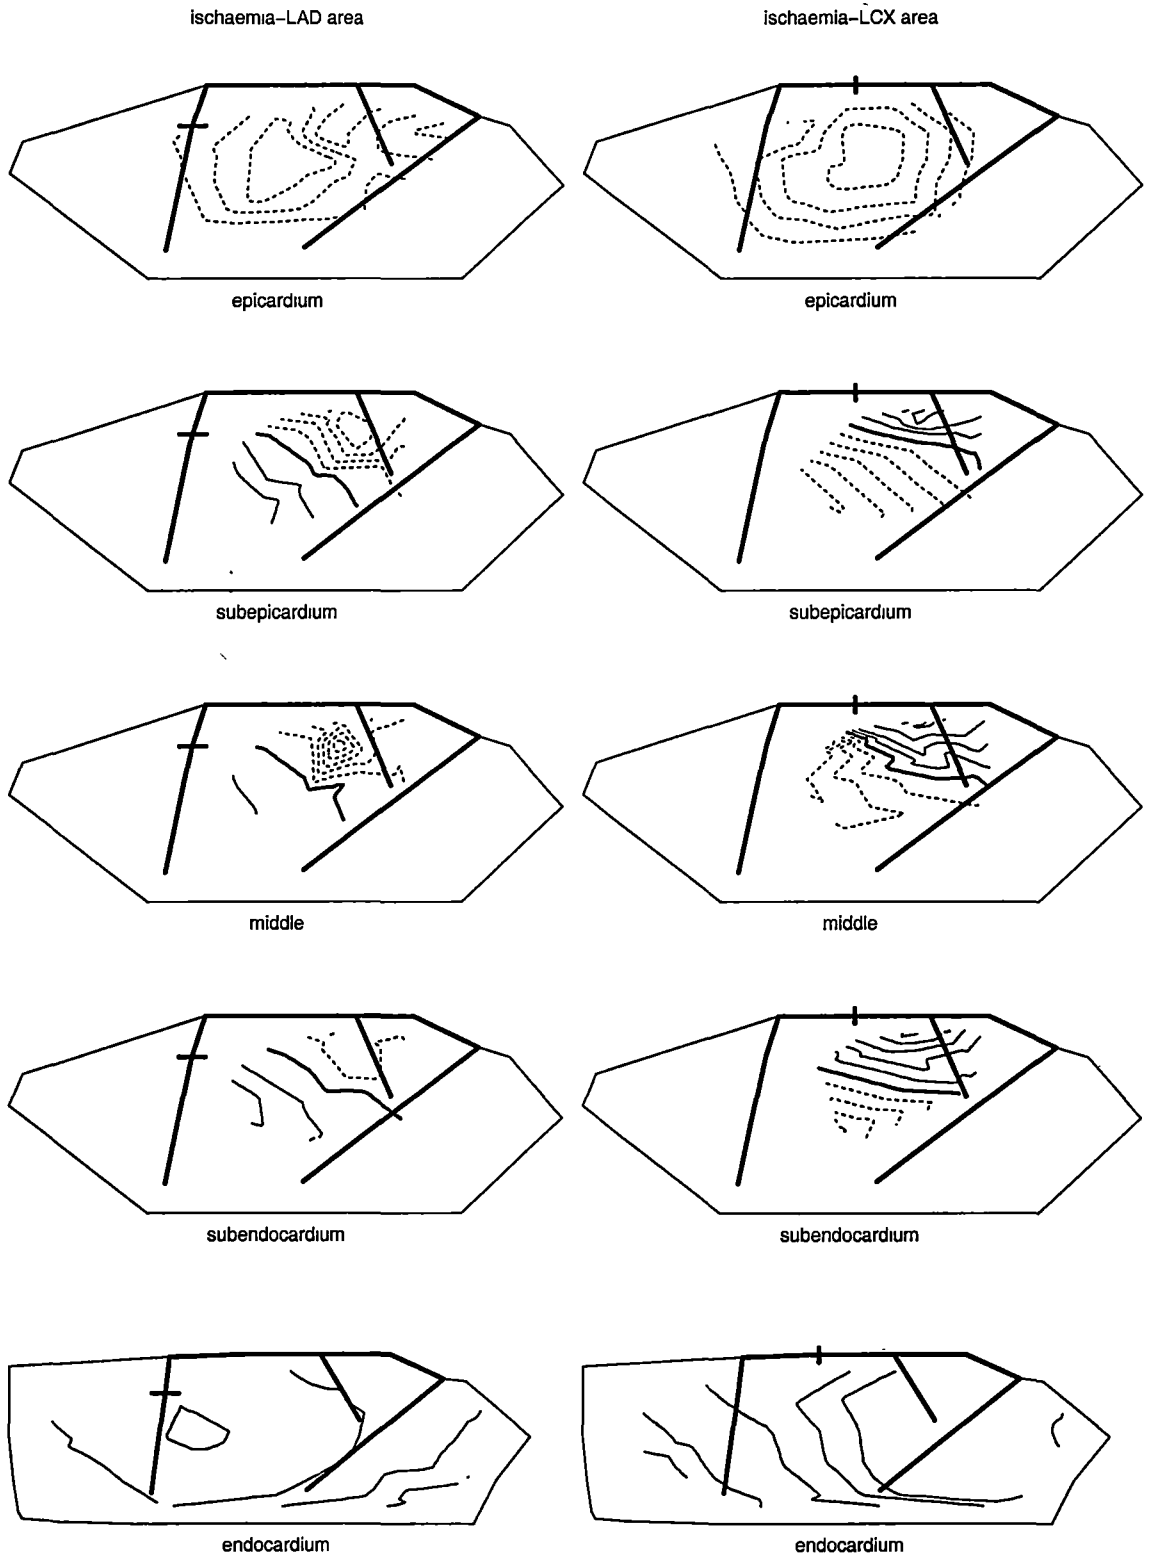 ischaemia–LAD area
ischaemia–LCX area
epicardium
epicardium
subepicardium
subepicardium
middle
middle
subendocardium
subendocardium
endocardium
endocardium